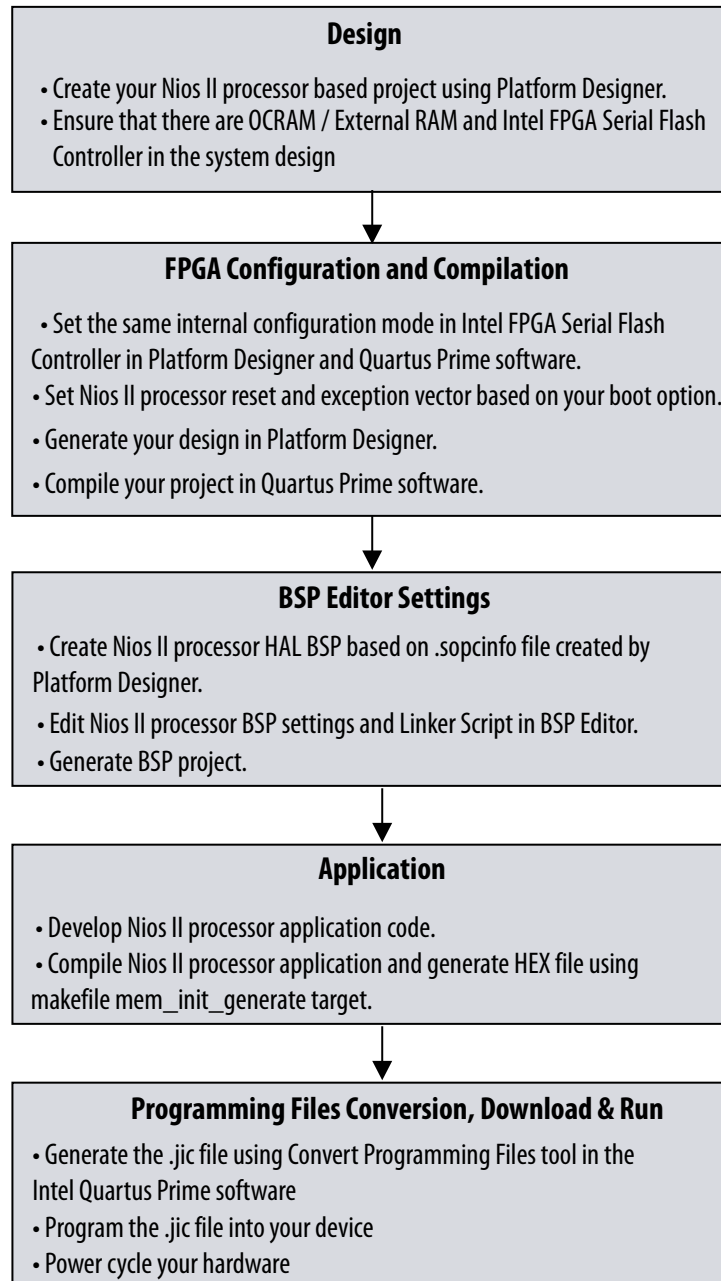 Design
• Create your Nios II processor based project using Platform Designer.
• Ensure that there are OCRAM / External RAM and Intel FPGA Serial Flash
Controller in the system design
FPGA Configuration and Compilation
• Set the same internal configuration mode in Intel FPGA Serial Flash
Controller in Platform Designer and Quartus Prime software.
• Set Nios II processor reset and exception vector based on your boot option.
• Generate your design in Platform Designer.
• Compile your project in Quartus Prime software.
BSP Editor Settings
• Create Nios II processor HAL BSP based on .sopcinfo file created by
Platform Designer.
• Edit Nios II processor BSP settings and Linker Script in BSP Editor.
• Generate BSP project.
Application
• Develop Nios II processor application code.
• Compile Nios II processor application and generate HEX file using
makefile mem_init_generate target.
Programming Files Conversion, Download & Run
• Generate the .jic file using Convert Programming Files tool in the
Intel Quartus Prime software
• Program the .jic file into your device
• Power cycle your hardware